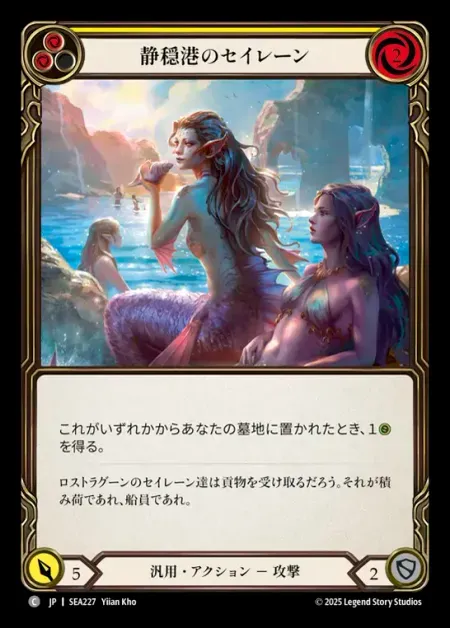 静穏港のセイレーン
2
これがいずれかからあなたの墓地に置かれたとき、1
を得る。
ロストラグーンのセイレーン達は貢物を受け取るだろう。それが積
み荷であれ、船員であれ。
5
汎用・アクション － 攻撃
2
C JP | SEA227 Yiian Kho
© 2025 Legend Story Studios